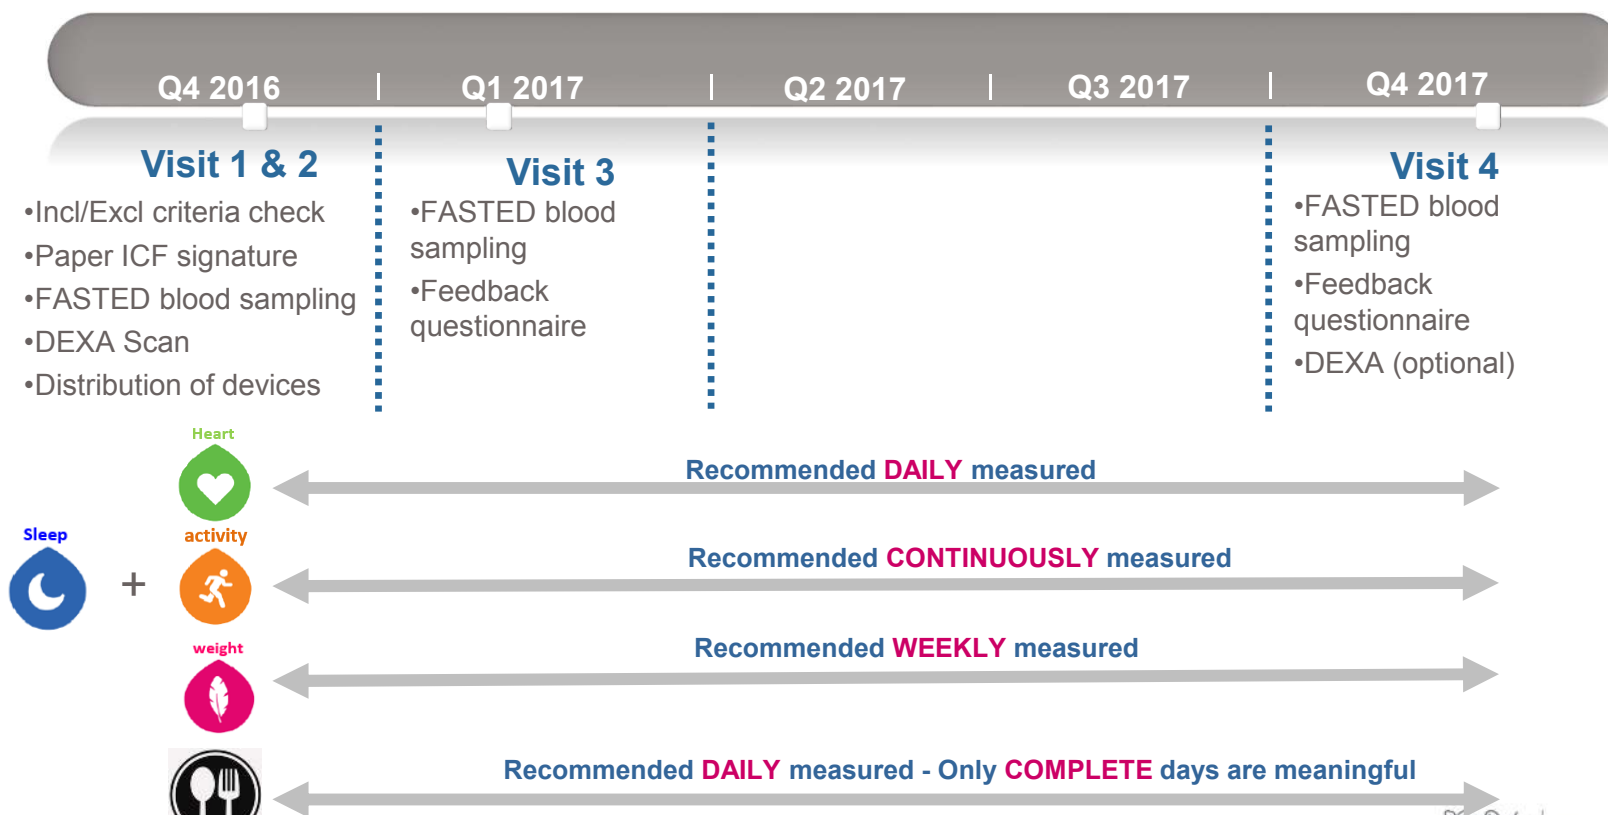 Q4 2016
Q1 2017
Q2 2017
Q3 2017
Q4 2017
Visit 1 & 2
•Incl/Excl criteria check
•Paper ICF signature
•FASTED blood sampling
•DEXA Scan
•Distribution of devices
Visit 3
•FASTED blood
sampling
•Feedback
questionnaire
Visit 4
•FASTED blood
sampling
•Feedback
questionnaire
•DEXA (optional)
Heart
Recommended DAILY measured
Sleep
+
activity
Recommended CONTINUOUSLY measured
weight
Recommended WEEKLY measured
Recommended DAILY measured - Only COMPLETE days are meaningful